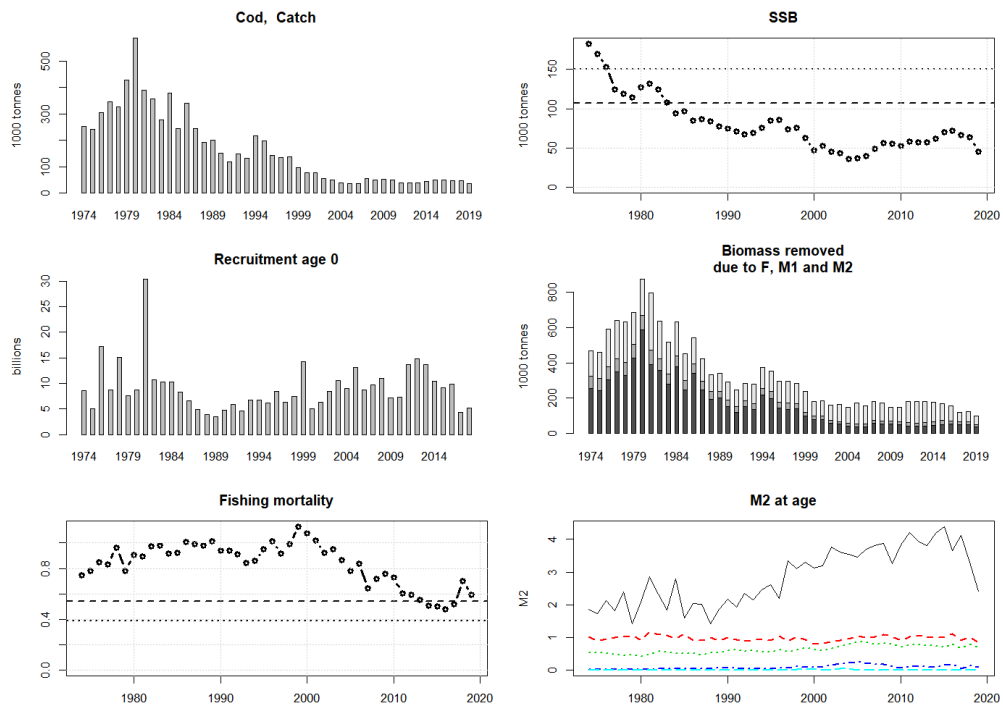 Cod,  Catch
1000 tonnes
0
100
300
500
1974 1979 1984 1989 1994 1999 2004 2009 2014 2019
SSB
1000 tonnes
0
50
100
150
1980 1990 2000 2010 2020
Recruitment age 0
billions
0
5
10
15
20
25
30
1974 1979 1984 1989 1994 1999 2004 2009 2014
Biomass removed
due to F, M1 and M2
1000 tonnes
0
200
400
600
800
1974 1979 1984 1989 1994 1999 2004 2009 2014 2019
Fishing mortality
0.0
0.4
0.8
1980 1990 2000 2010 2020
M2 at age
M2
0
1
2
3
4
1980 1990 2000 2010 2020